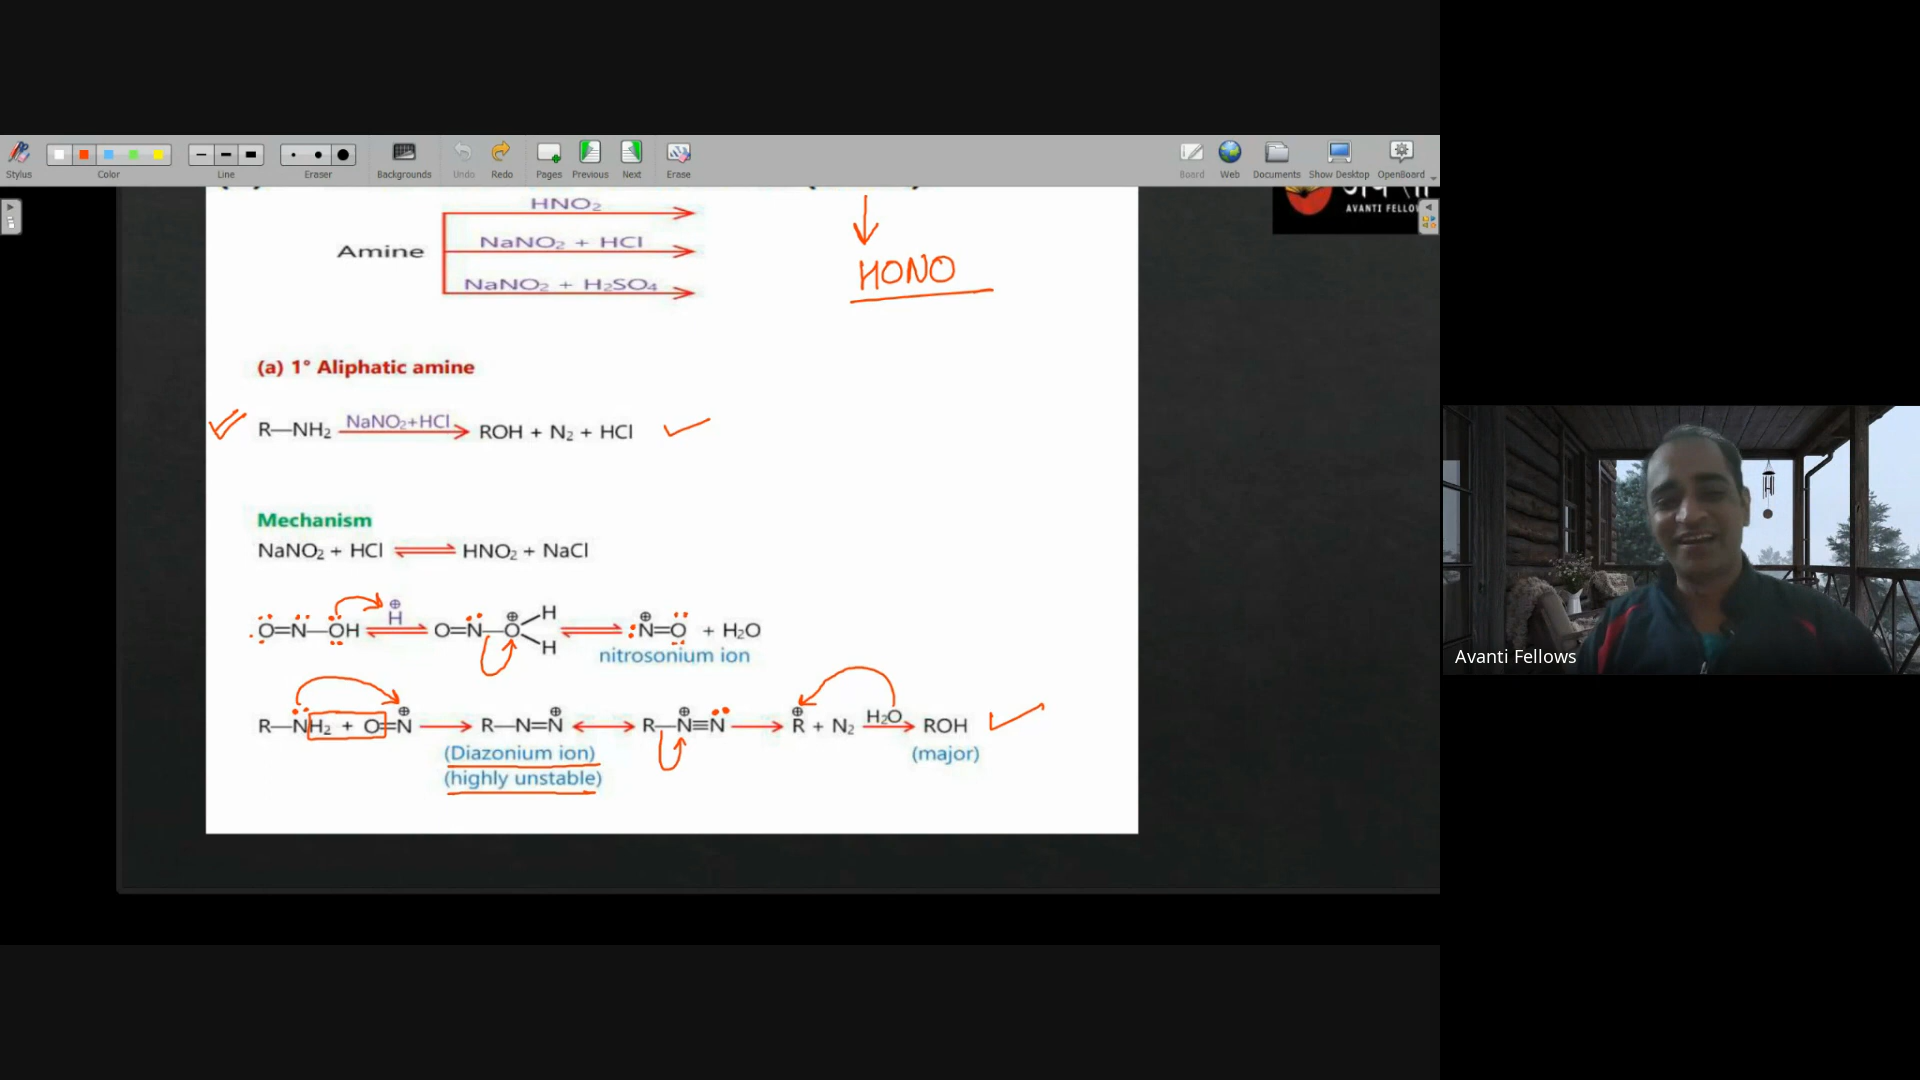 Stylus Color Line Eraser Backgrounds Undo Redo Pages Previous Next Erase Board Web Documents Show Desktop OpenBoard
AVANTI FELLO
HNO₂
Amine NaNO₂ + HCl
NaNO₂ + H₂SO₄
HONO
(a) 1° Aliphatic amine
R—NH₂ NaNO₂+HCl ROH + N₂ + HCl
Mechanism
NaNO₂ + HCl ⇌ HNO₂ + NaCl
O=N—OH ⇌ H⊕ O=N—O⊕ H H ⇌ :N⊕=O + H₂O
nitrosonium ion
R—NH₂ + O=N⊕ → R—N=N⊕ ↔ R—N⊕≡N → R⊕ + N₂ H₂O → ROH
(Diazonium ion) (major)
(highly unstable)
Avanti Fellows